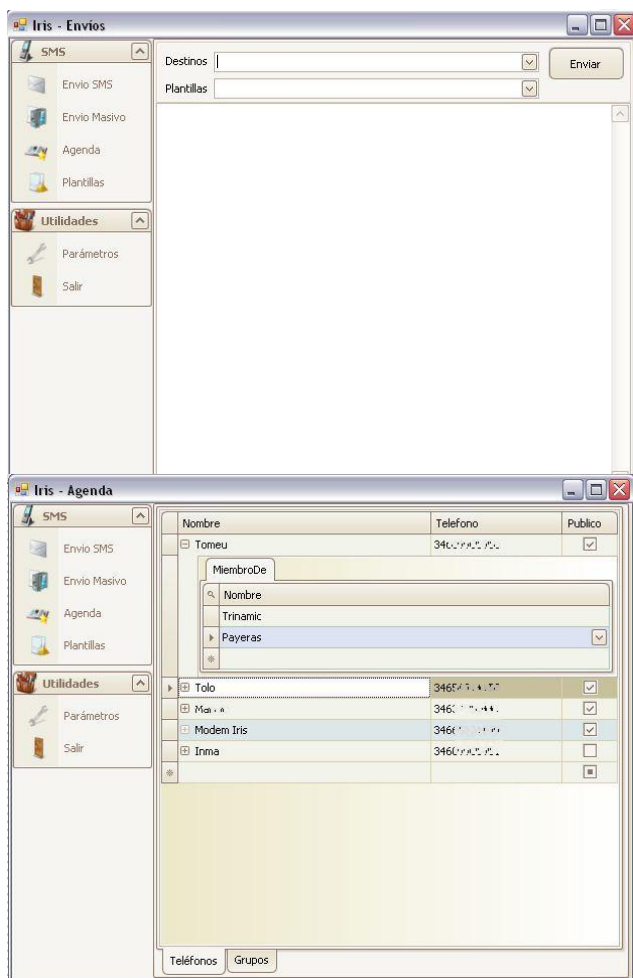 Iris - Envíos
SMS
Envio SMS
Envio Masivo
Agenda
Plantillas
Utilidades
Parámetros
Salir
Destinos
Plantillas
Enviar
Iris - Agenda
SMS
Envio SMS
Envio Masivo
Agenda
Plantillas
Utilidades
Parámetros
Salir
Nombre Telefono Publico
Tomeu
MiembroDe
Nombre
Trinamic
Payeras
Tolo
Modem Iris
Inma
Teléfonos Grupos